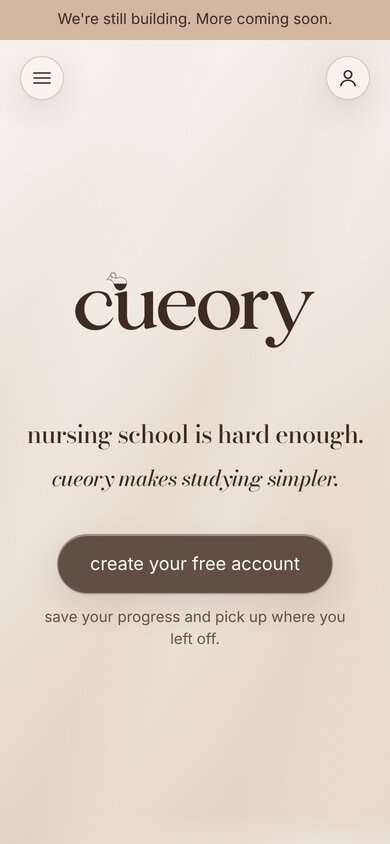 We're still building. More coming soon.
cueory
nursing school is hard enough.
cueory makes studying simpler.
create your free account
save your progress and pick up where you
left off.